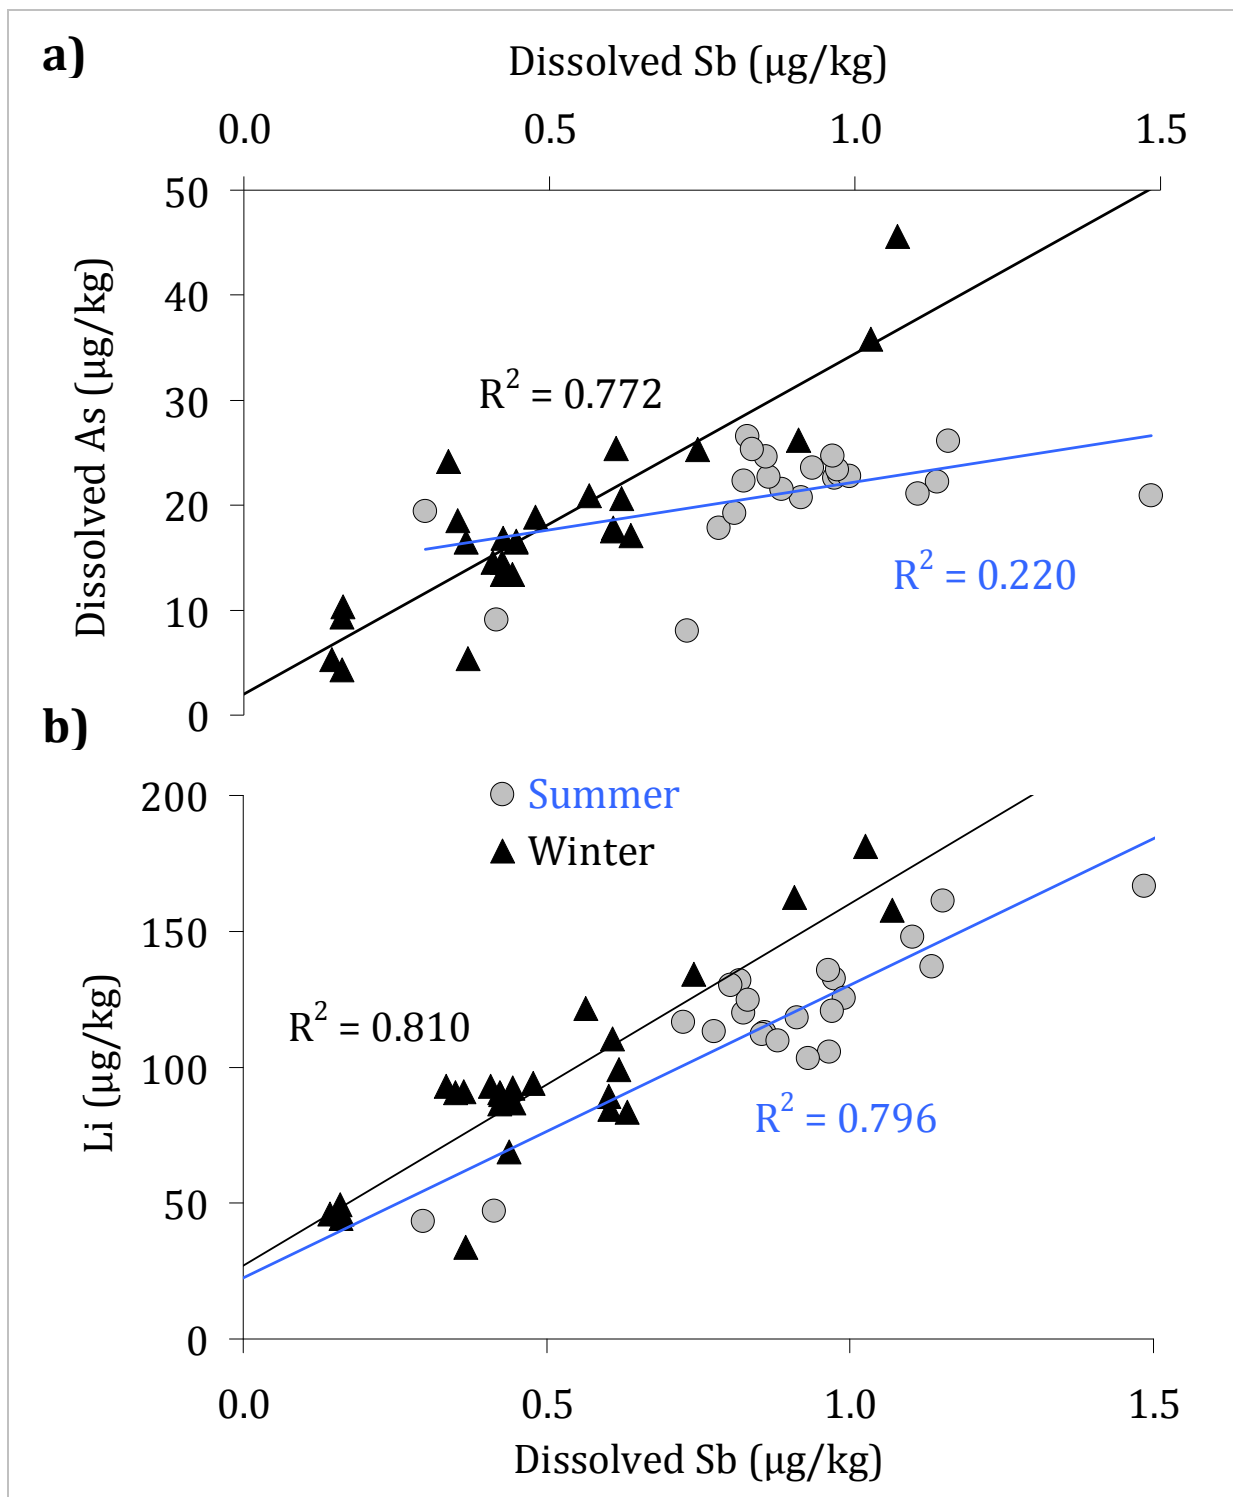 a)
Dissolved Sb (µg/kg)
0.0 0.5 1.0 1.5
50
40
30
20
10
0
Dissolved As (µg/kg)
R² = 0.772
R² = 0.220
b)
Summer
Winter
200
150
100
50
0
Li (µg/kg)
R² = 0.810
R² = 0.796
0.0 0.5 1.0 1.5
Dissolved Sb (µg/kg)